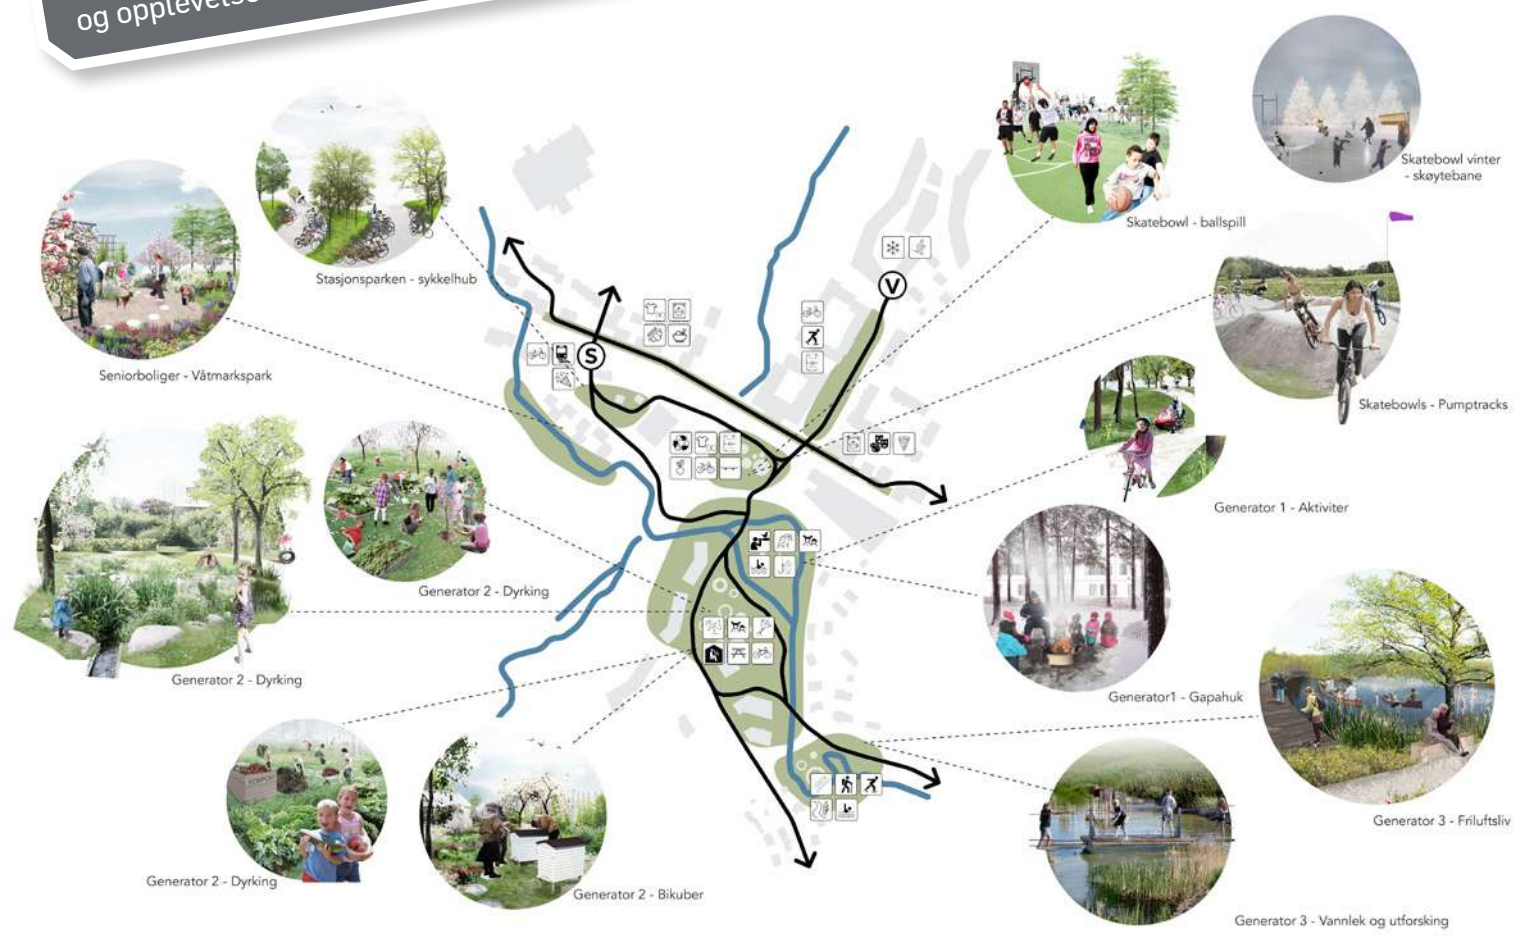 og opplevelse
Skatebowl vinter
- skøytebane
Skatebowl - ballspill
Stasjonsparken - sykkelhub
V
S
Seniorboliger - Våtmarkspark
Skatebowls - Pumptracks
Generator 1 - Aktiviter
Generator 2 - Dyrking
Generator 2 - Dyrking
Generator1 - Gapahuk
Generator 3 - Friluftsliv
Generator 2 - Dyrking
Generator 2 - Bikuber
Generator 3 - Vannlek og utforsking